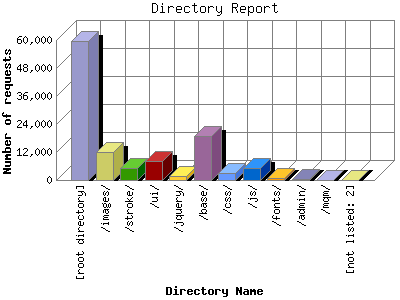 Directory Report
Number of requests
60,000
48,000
36,000
24,000
12,000
0
[root directory]
/images/
/stroke/
/ui/
/jquery/
/base/
/css/
/js/
/fonts/
/admin/
/mqm/
[not listed: 2]
Directory Name